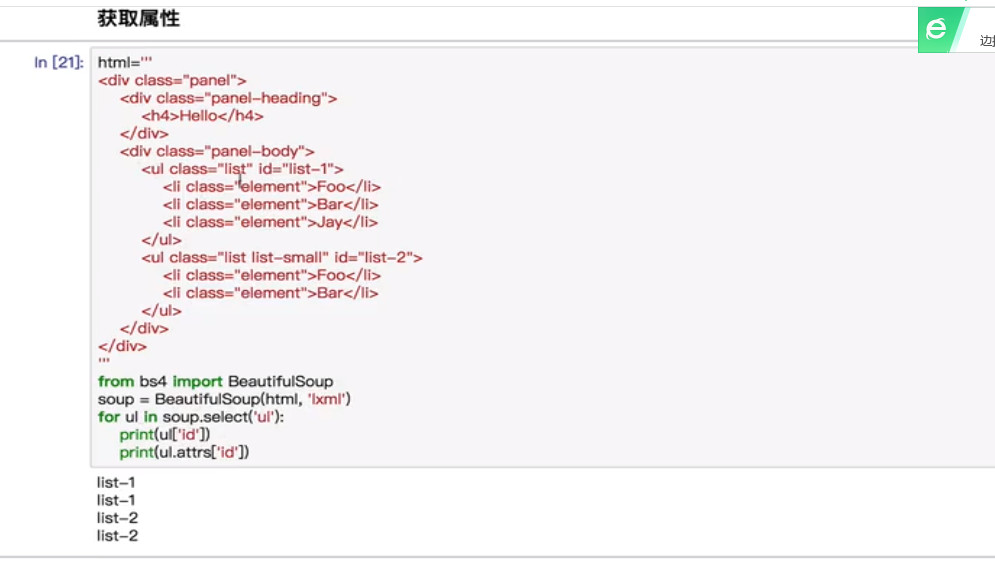 获取属性
In [21]:
html='''
<div class="panel">
    <div class="panel-heading">
        <h4>Hello</h4>
    </div>
    <div class="panel-body">
        <ul class="list" id="list-1">
            <li class="element">Foo</li>
            <li class="element">Bar</li>
            <li class="element">Jay</li>
        </ul>
        <ul class="list list-small" id="list-2">
            <li class="element">Foo</li>
            <li class="element">Bar</li>
        </ul>
    </div>
</div>
'''
from bs4 import BeautifulSoup
soup = BeautifulSoup(html, 'lxml')
for ul in soup.select('ul'):
    print(ul['id'])
    print(ul.attrs['id'])
list-1
list-1
list-2
list-2